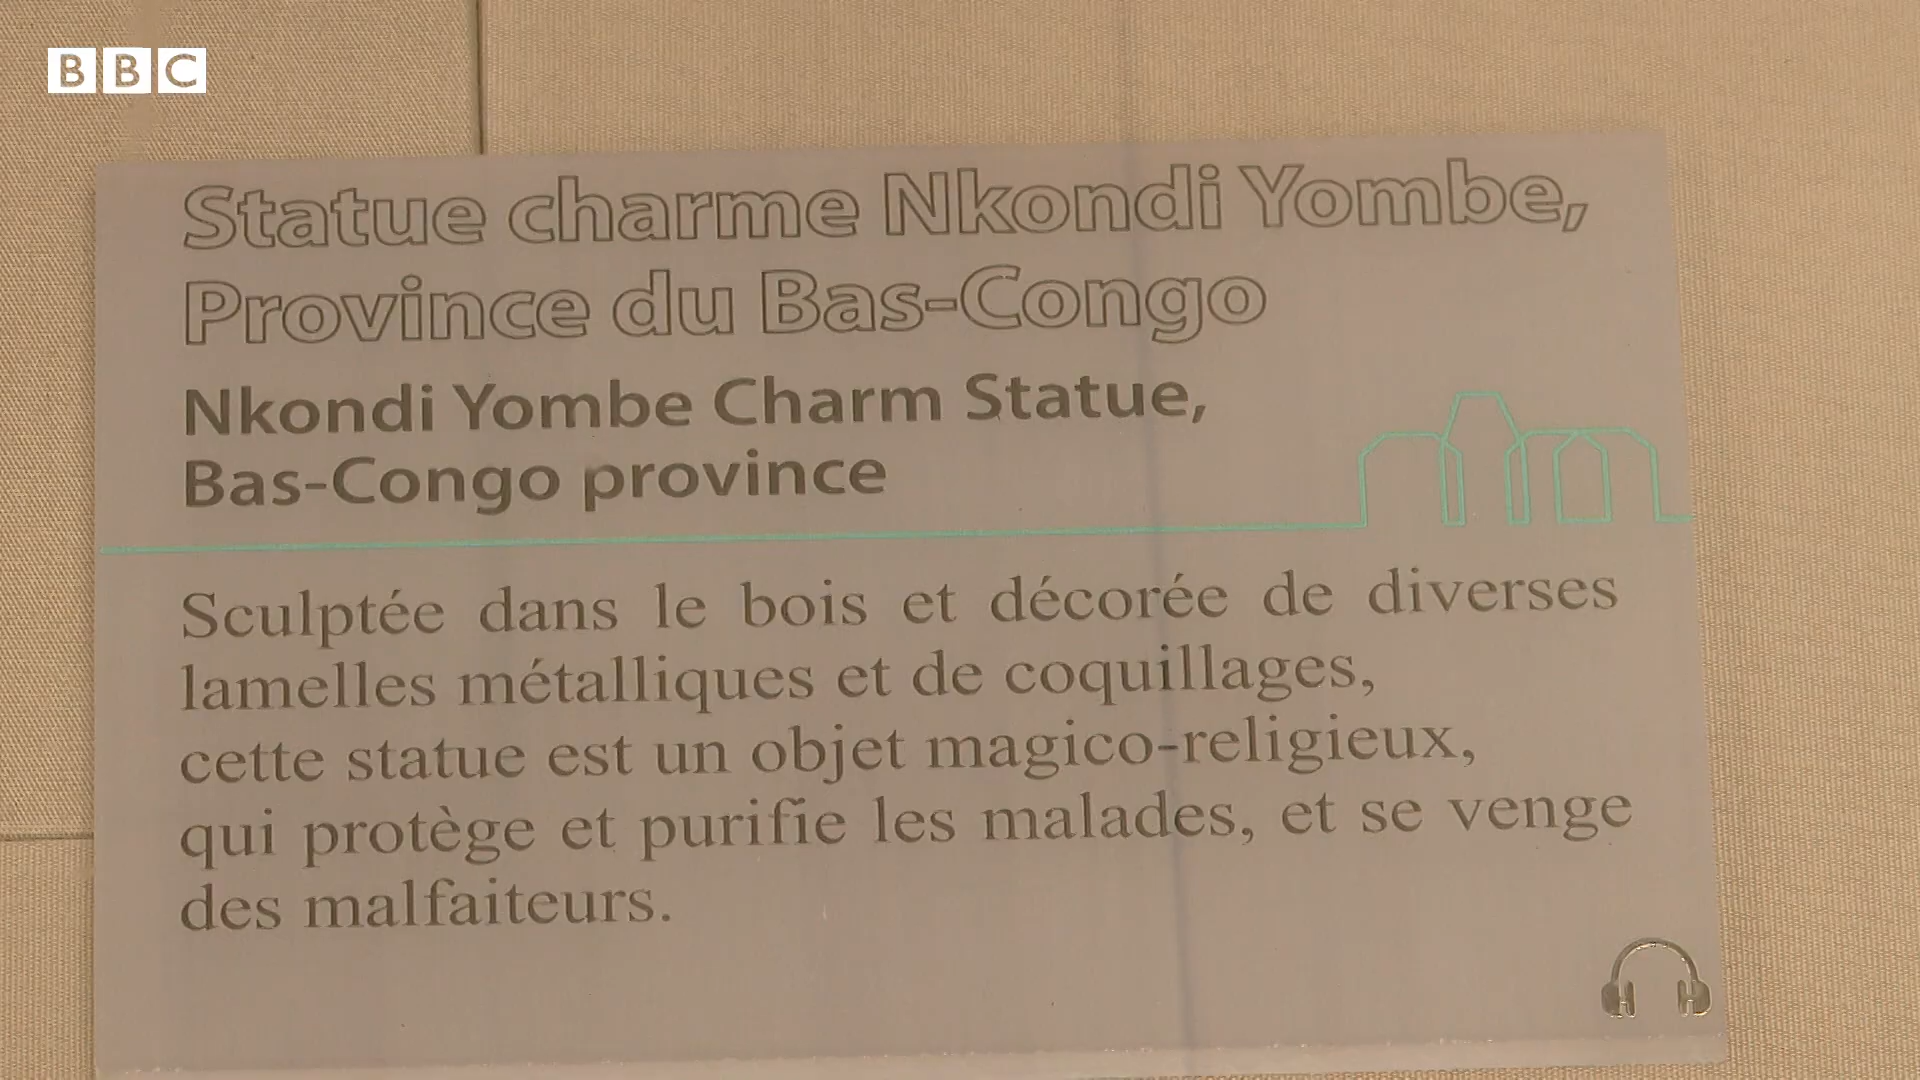 BBC
Statue charme Nkondi Yombe,
Province du Bas-Congo
Nkondi Yombe Charm Statue,
Bas-Congo province
Sculptée dans le bois et décorée de diverses
lamelles métalliques et de coquillages,
cette statue est un objet magico-religieux,
qui protège et purifie les malades, et se venge
des malfaiteurs.